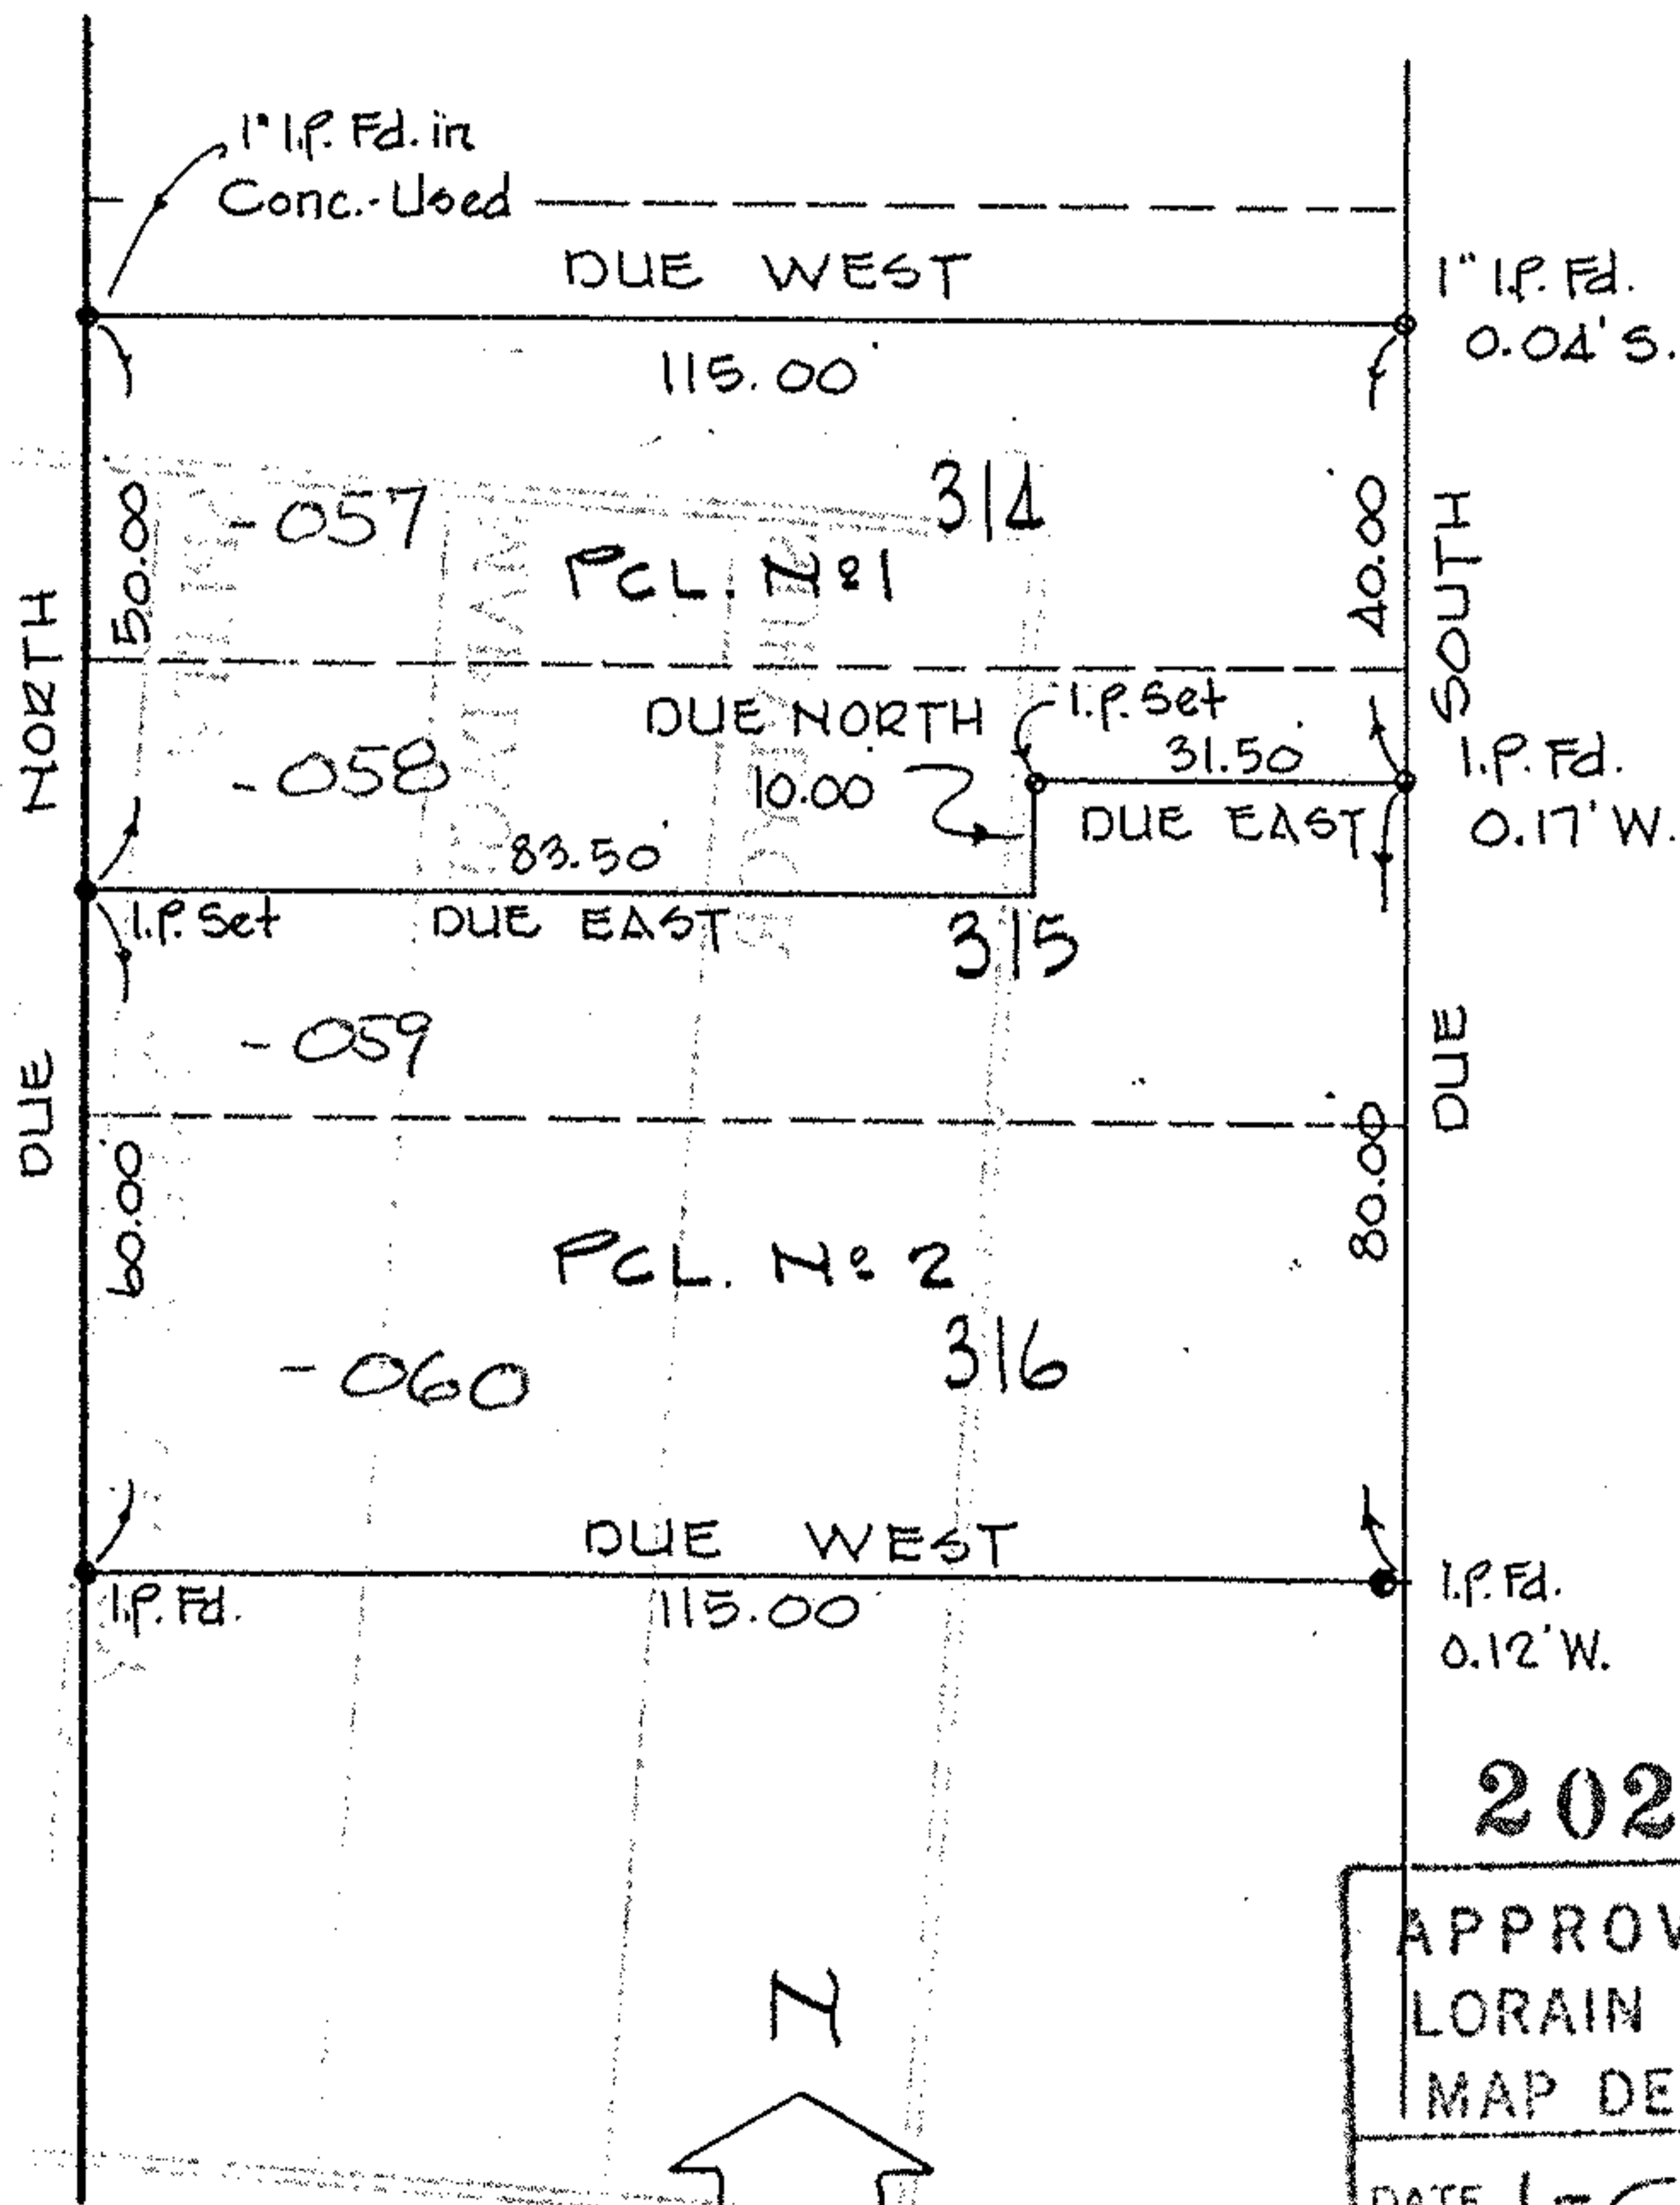 1" I.P. Fd. in
Conc.-Used
DUE WEST
115.00'
1" I.P. Fd.
0.04' S.
50.00
-057
314
40.00
PCL. Nº 1
NORTH
SOUTH
DUE NORTH
10.00'
I.P. Set
31.50'
DUE EAST
I.P. Fd.
0.17' W.
-058
83.50'
I.P. Set
DUE EAST
315
-059
DUE
DUE
60.00
80.00
PCL. Nº 2
-060
316
DUE WEST
115.00'
I.P. Fd.
I.P. Fd.
0.12' W.
202
N
APPROV
LORAIN
MAP DE
DATE